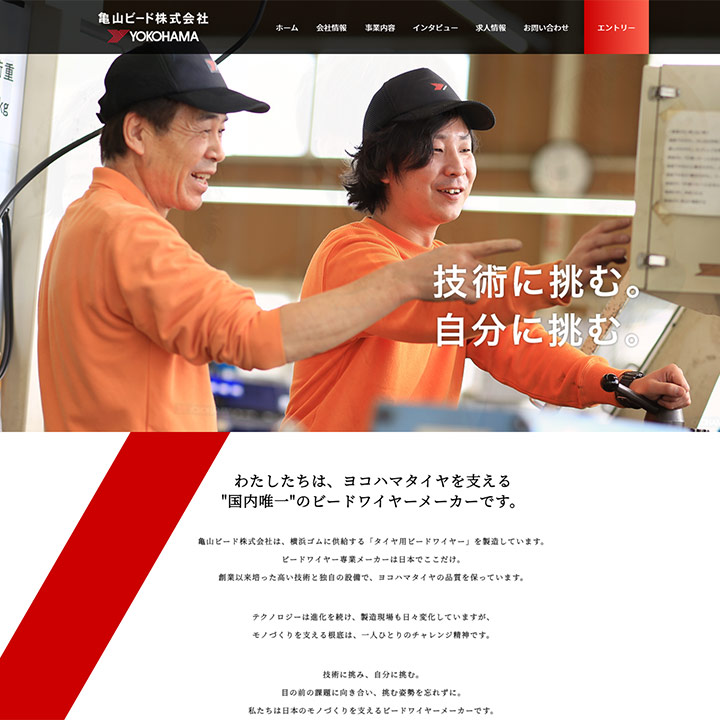 亀山ビード株式会社
YOKOHAMA
ホーム 会社情報 事業内容 インタビュー 求人情報 お問い合わせ エントリー
重
kg
技術に挑む。
自分に挑む。
わたしたちは、ヨコハマタイヤを支える
"国内唯一"のビードワイヤーメーカーです。
亀山ビード株式会社は、横浜ゴムに供給する「タイヤ用ビードワイヤー」を製造しています。
ビードワイヤー専業メーカーは日本でここだけ。
創業以来培った高い技術と独自の設備で、ヨコハマタイヤの品質を保っています。
テクノロジーは進化を続け、製造現場も日々変化していますが、
モノづくりを支える根底は、一人ひとりのチャレンジ精神です。
技術に挑み、自分に挑む。
目の前の課題に向き合い、挑む姿勢を忘れずに。
私たちは日本のモノづくりを支えるビードワイヤーメーカーです。